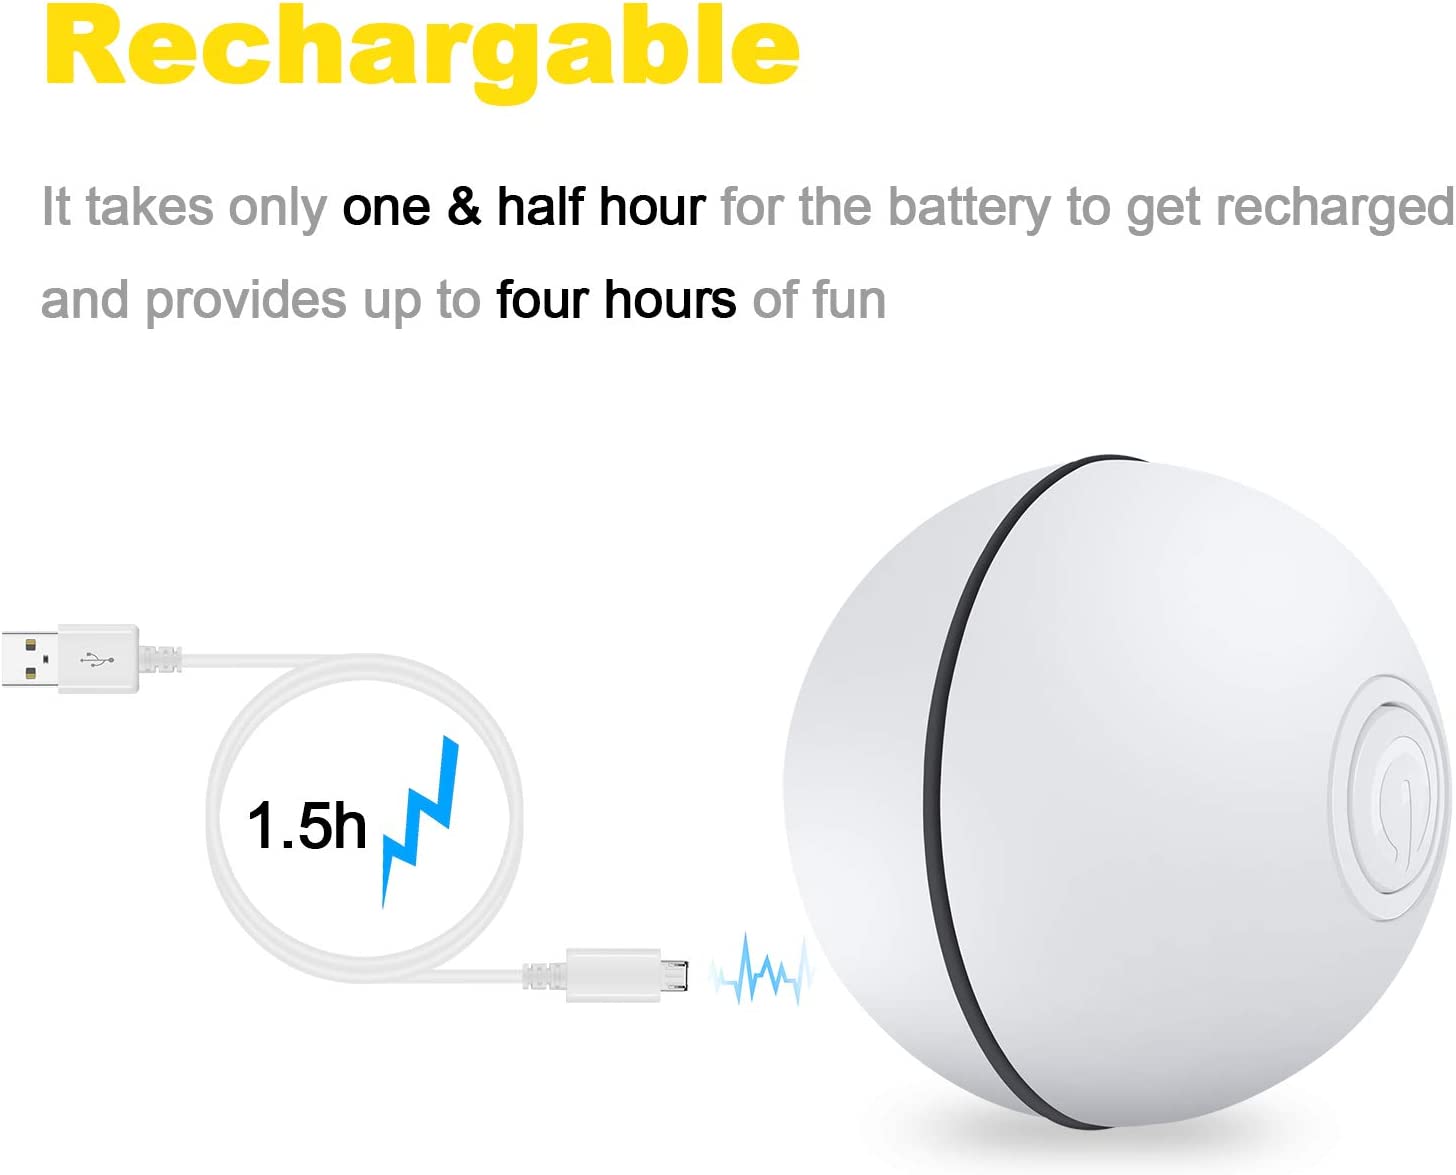 Rechargable
It takes only one & half hour for the battery to get recharged
and provides up to four hours of fun
1.5h